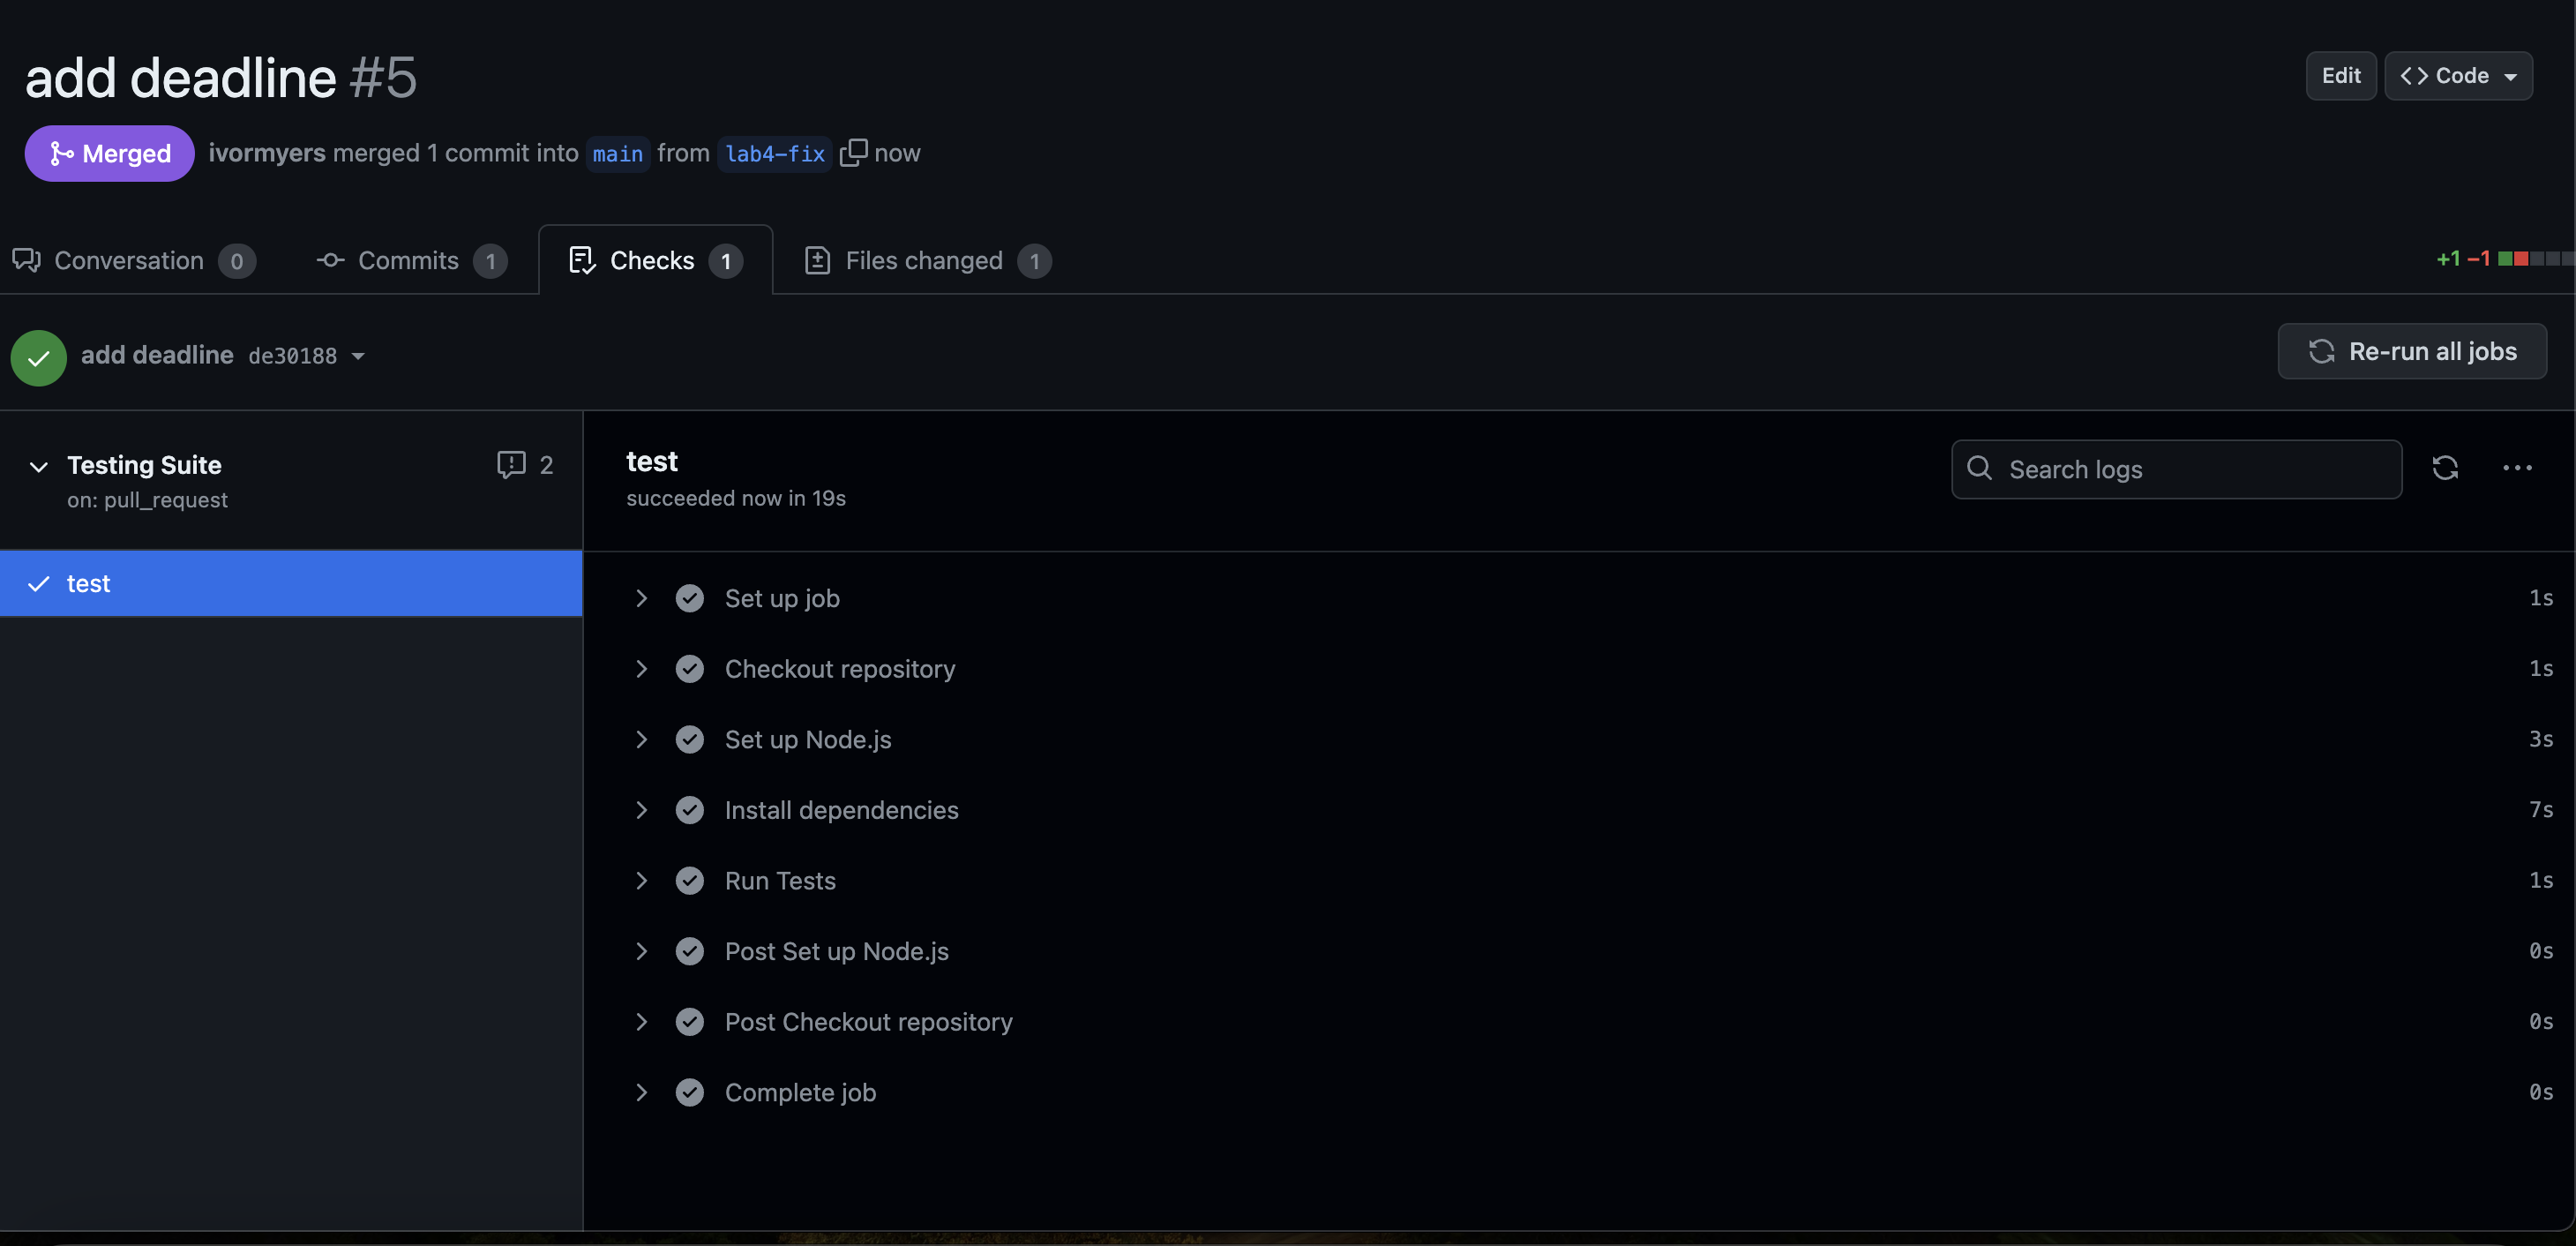 add deadline #5
Edit
Code
Merged
ivormyers merged 1 commit into main from lab4-fix now
Conversation 0
Commits 1
Checks 1
Files changed 1
+1 −1
add deadline de30188
Re-run all jobs
Testing Suite
2
on: pull_request
test
test
succeeded now in 19s
Search logs
Set up job 1s
Checkout repository 1s
Set up Node.js 3s
Install dependencies 7s
Run Tests 1s
Post Set up Node.js 0s
Post Checkout repository 0s
Complete job 0s